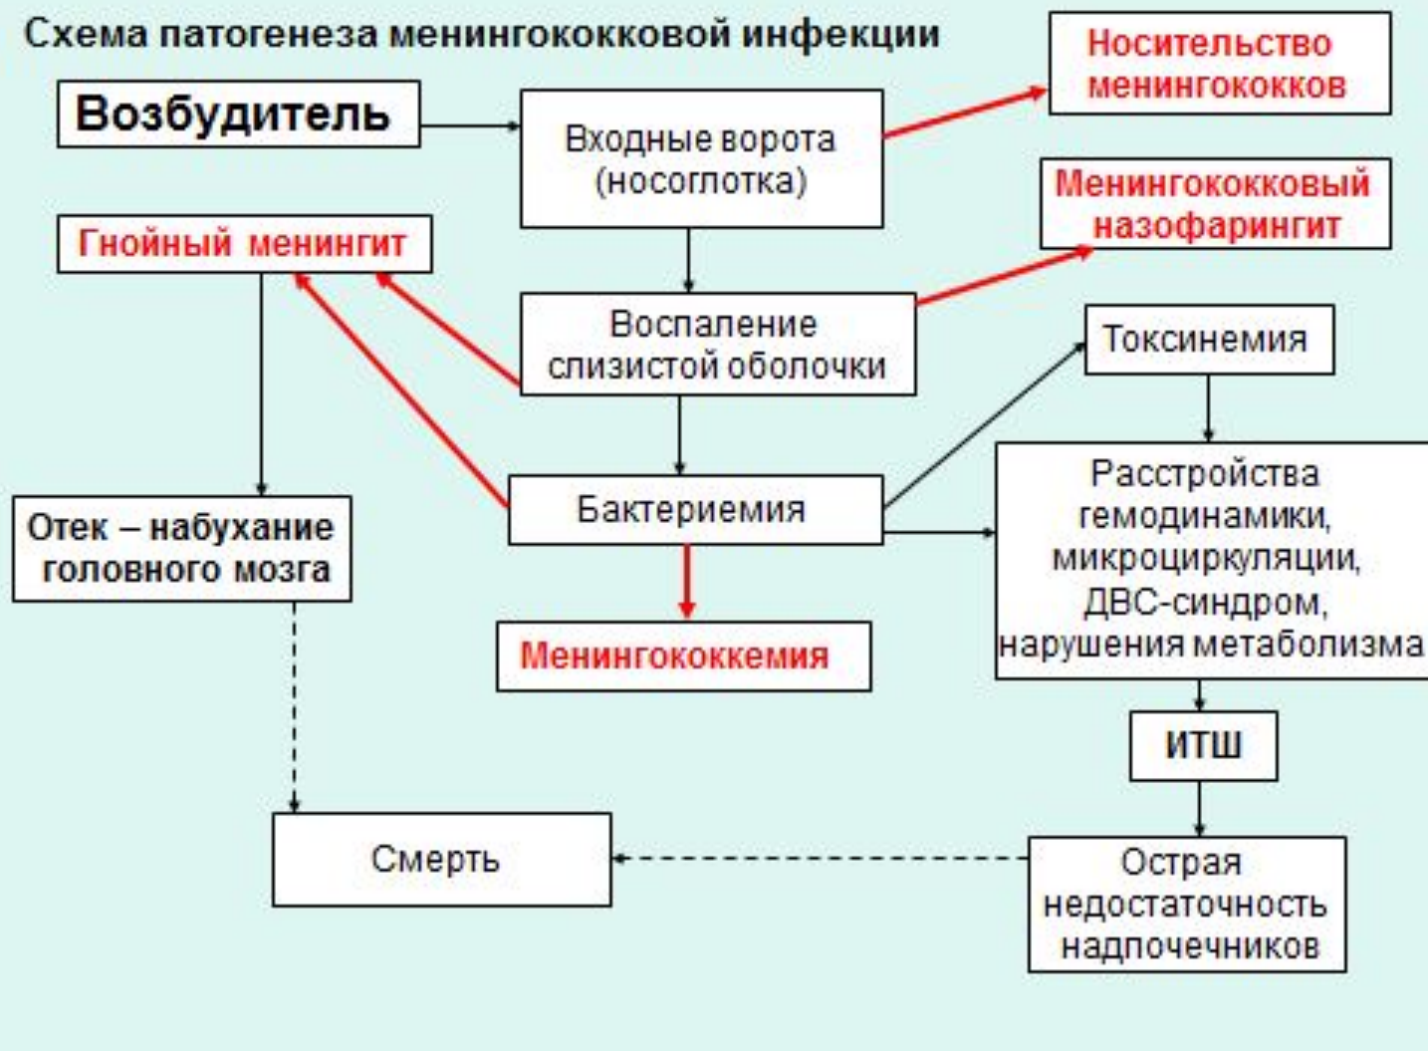 Схема патогенеза менингококковой инфекции
Носительство
менингококков
Возбудитель
Входные ворота
(носоглотка)
Менингококковый
назофарингит
Гнойный менингит
Воспаление
слизистой оболочки
Токсинемия
Бактериемия
Расстройства
гемодинамики,
микроциркуляции,
ДВС-синдром,
нарушения метаболизма
Отек – набухание
головного мозга
Менингококкемия
ИТШ
Смерть
Острая
недостаточность
надпочечников